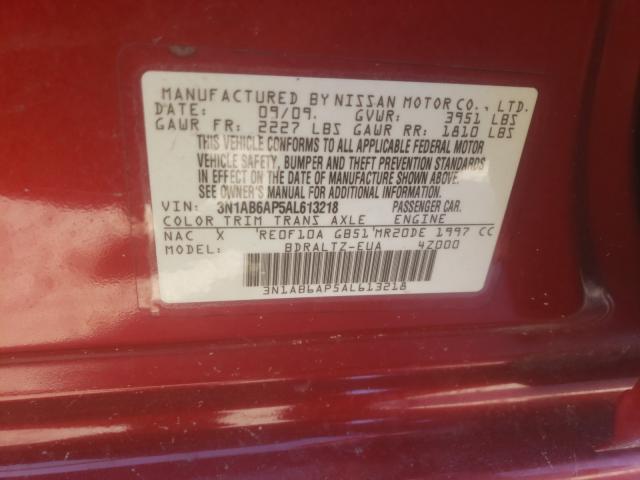 MANUFACTURED BY NISSAN MOTOR CO., LTD.
DATE: 09/09. GVWR: 3951 LBS
GAWR FR: 2227 LBS GAWR RR: 1810 LBS
THIS VEHICLE CONFORMS TO ALL APPLICABLE FEDERAL MOTOR
VEHICLE SAFETY, BUMPER AND THEFT PREVENTION STANDARDS
IN EFFECT ON THE DATE OF MANUFACTURE SHOWN ABOVE.
SEE OWNER'S MANUAL FOR ADDITIONAL INFORMATION.
VIN: 3N1AB6AP5AL613218 PASSENGER CAR.
COLOR TRIM TRANS AXLE ENGINE
NAC X 'RE0F10A GB51'MR20DE 1997 CC
MODEL: BDRALTZ-EUA 4Z000
3N1AB6AP5AL613218